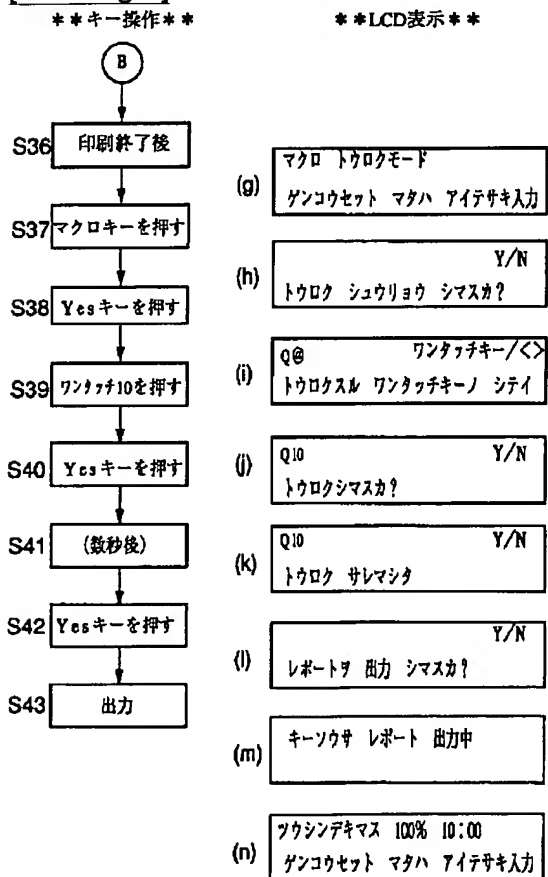 **キー操作**
**LCD表示**
B
S36 印刷終了後
S37 マクロキーを押す
S38 Yesキーを押す
S39 ワンタッチ10を押す
S40 Yesキーを押す
S41 (数秒後)
S42 Yesキーを押す
S43 出力
(g)
マクロ トウロクモード
ゲンコウセット マタハ アイテサキ入力
(h)
Y/N
トウロク シュウリョウ シマスカ?
(i)
Q@ ワンタッチキー/<>
トウロクスル ワンタッチキーノ シテイ
(j)
Q10 Y/N
トウロクシマスカ?
(k)
Q10 Y/N
トウロク サレマシタ
(l)
Y/N
レポートヲ 出力 シマスカ?
(m)
キーソウサ レポート 出力中
(n)
ツウシンデキマス 100% 10:00
ゲンコウセット マタハ アイテサキ入力